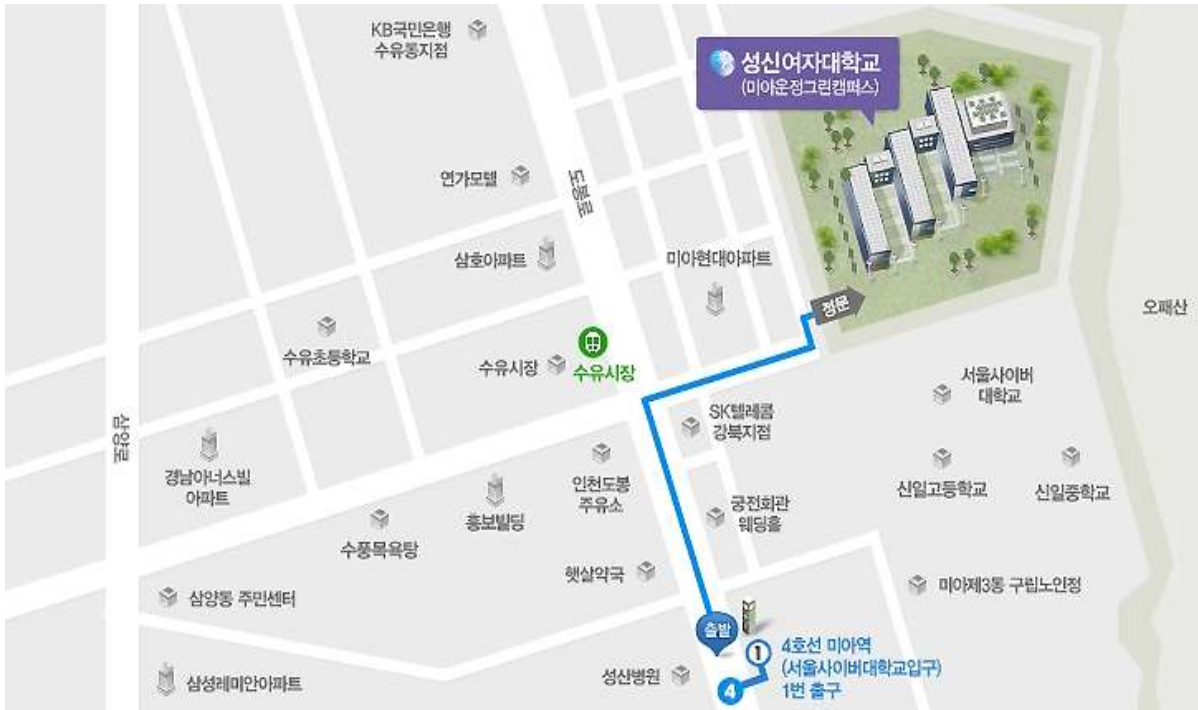 KB국민은행
수유동지점
성신여자대학교
(미아운정그린캠퍼스)
연가모텔
도봉로
삼호아파트
미아현대아파트
정문
오패산
수유초등학교
수유시장
수유시장
서울사이버
대학교
SK텔레콤
강북지점
삼양로
경남아너스빌
아파트
인천도봉
주유소
신일고등학교
신일중학교
홍보빌딩
궁전회관
웨딩홀
수풍목욕탕
햇살약국
미아제3동 구립노인정
삼양동 주민센터
출발
1
4호선 미아역
(서울사이버대학교입구)
1번 출구
성산병원
4
삼성레미안아파트